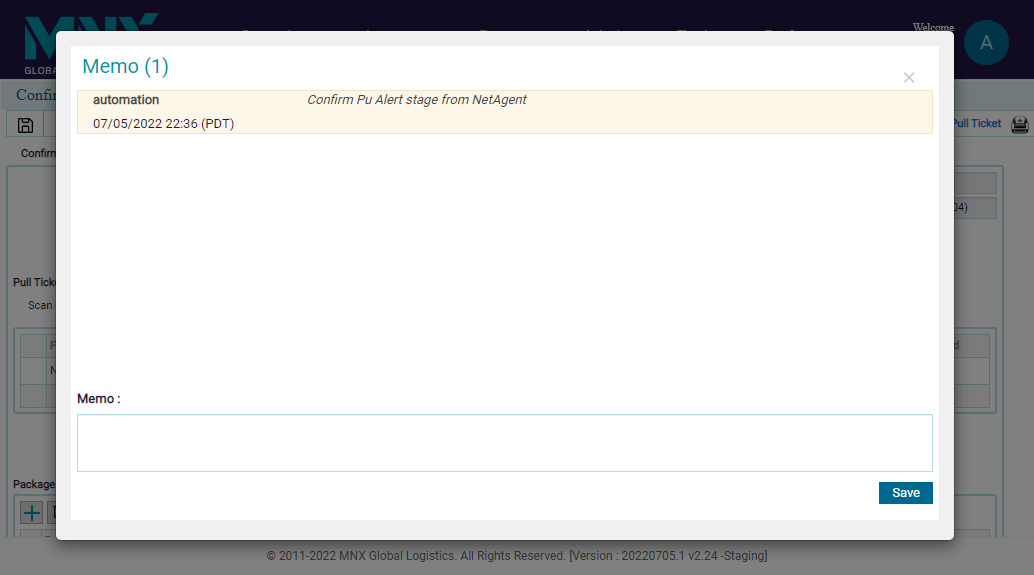 MNX
Welcome
A
GLOBA
Memo (1)
automation Confirm Pu Alert stage from NetAgent
07/05/2022 22:36 (PDT)
Pull Ticket
Confir
Confirm
04)
Pull Tick
Scan
Memo :
Package
Save
© 2011-2022 MNX Global Logistics. All Rights Reserved. [Version : 20220705.1 v2.24 -Staging]